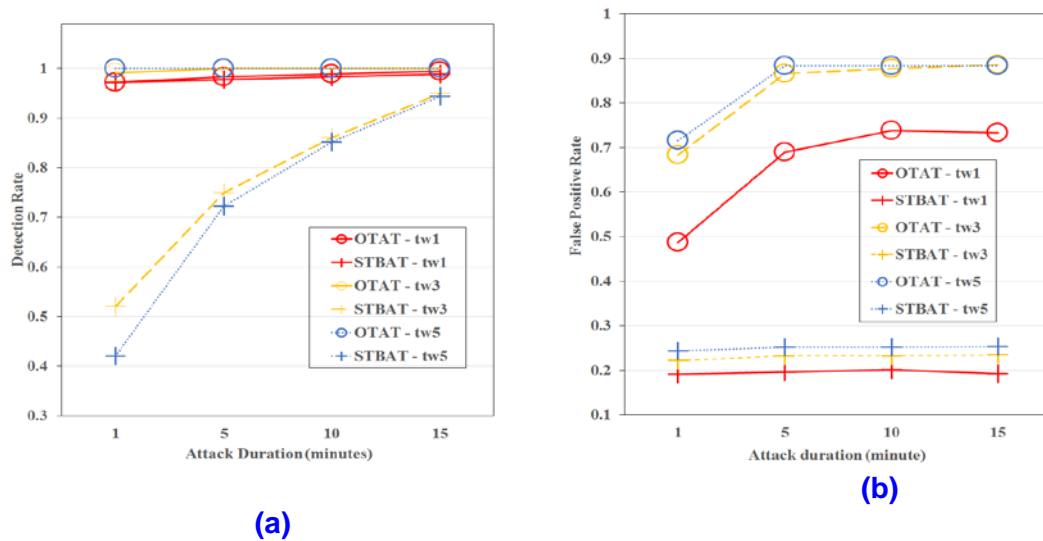 1
0.9
0.8
0.7
0.6
0.5
0.4
0.3
Detection Rate
OTAT - tw1
STBAT - tw1
OTAT - tw3
STBAT - tw3
OTAT - tw5
STBAT - tw5
1 5 10 15
Attack Duration (minutes)
(a)
1
0.9
0.8
0.7
0.6
0.5
0.4
0.3
0.2
0.1
False Positive Rate
OTAT - tw1
STBAT - tw1
OTAT - tw3
STBAT - tw3
OTAT - tw5
STBAT - tw5
1 5 10 15
Attack duration (minute)
(b)